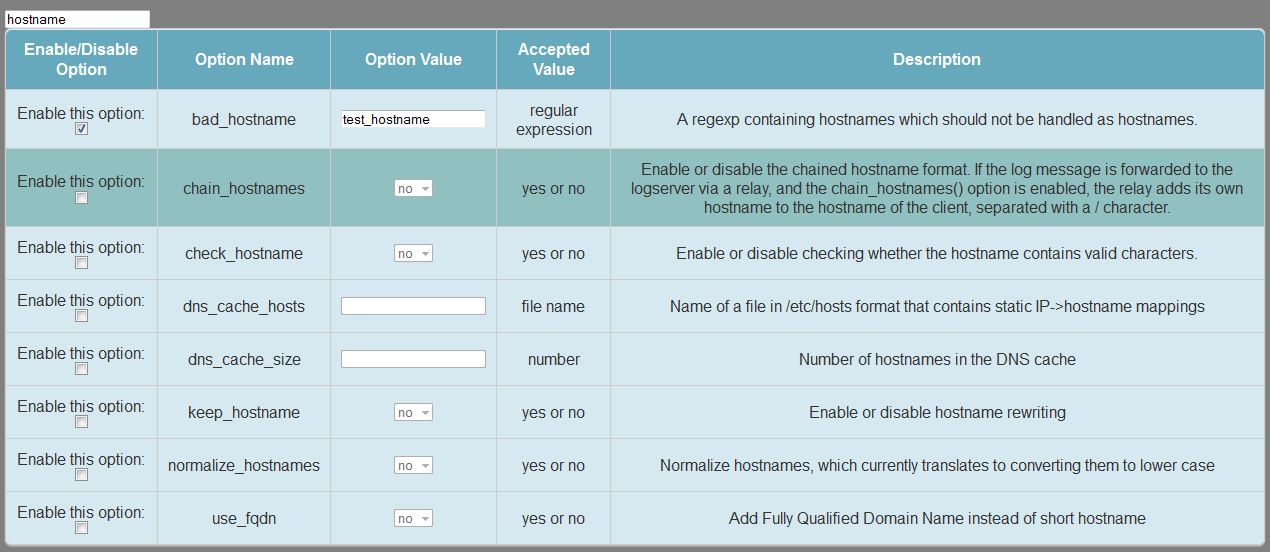 hostname
Enable/Disable Option Option Name Option Value Accepted Value Description
Enable this option: bad_hostname test_hostname regular expression A regexp containing hostnames which should not be handled as hostnames.
Enable this option: chain_hostnames no yes or no Enable or disable the chained hostname format. If the log message is forwarded to the
logserver via a relay, and the chain_hostnames() option is enabled, the relay adds its own
hostname to the hostname of the client, separated with a / character.
Enable this option: check_hostname no yes or no Enable or disable checking whether the hostname contains valid characters.
Enable this option: dns_cache_hosts file name Name of a file in /etc/hosts format that contains static IP->hostname mappings
Enable this option: dns_cache_size number Number of hostnames in the DNS cache
Enable this option: keep_hostname no yes or no Enable or disable hostname rewriting
Enable this option: normalize_hostnames no yes or no Normalize hostnames, which currently translates to converting them to lower case
Enable this option: use_fqdn no yes or no Add Fully Qualified Domain Name instead of short hostname